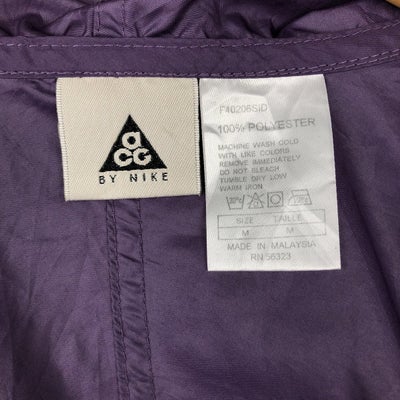 aCG
BY NIKE
F40206SID
100% POLYESTER
MACHINE WASH COLD
WITH LIKE COLORS
REMOVE IMMEDIATELY
DO NOT BLEACH
TUMBLE DRY LOW
WARM IRON
SIZE TAILLE
M M
MADE IN MALAYSIA
RN 56323